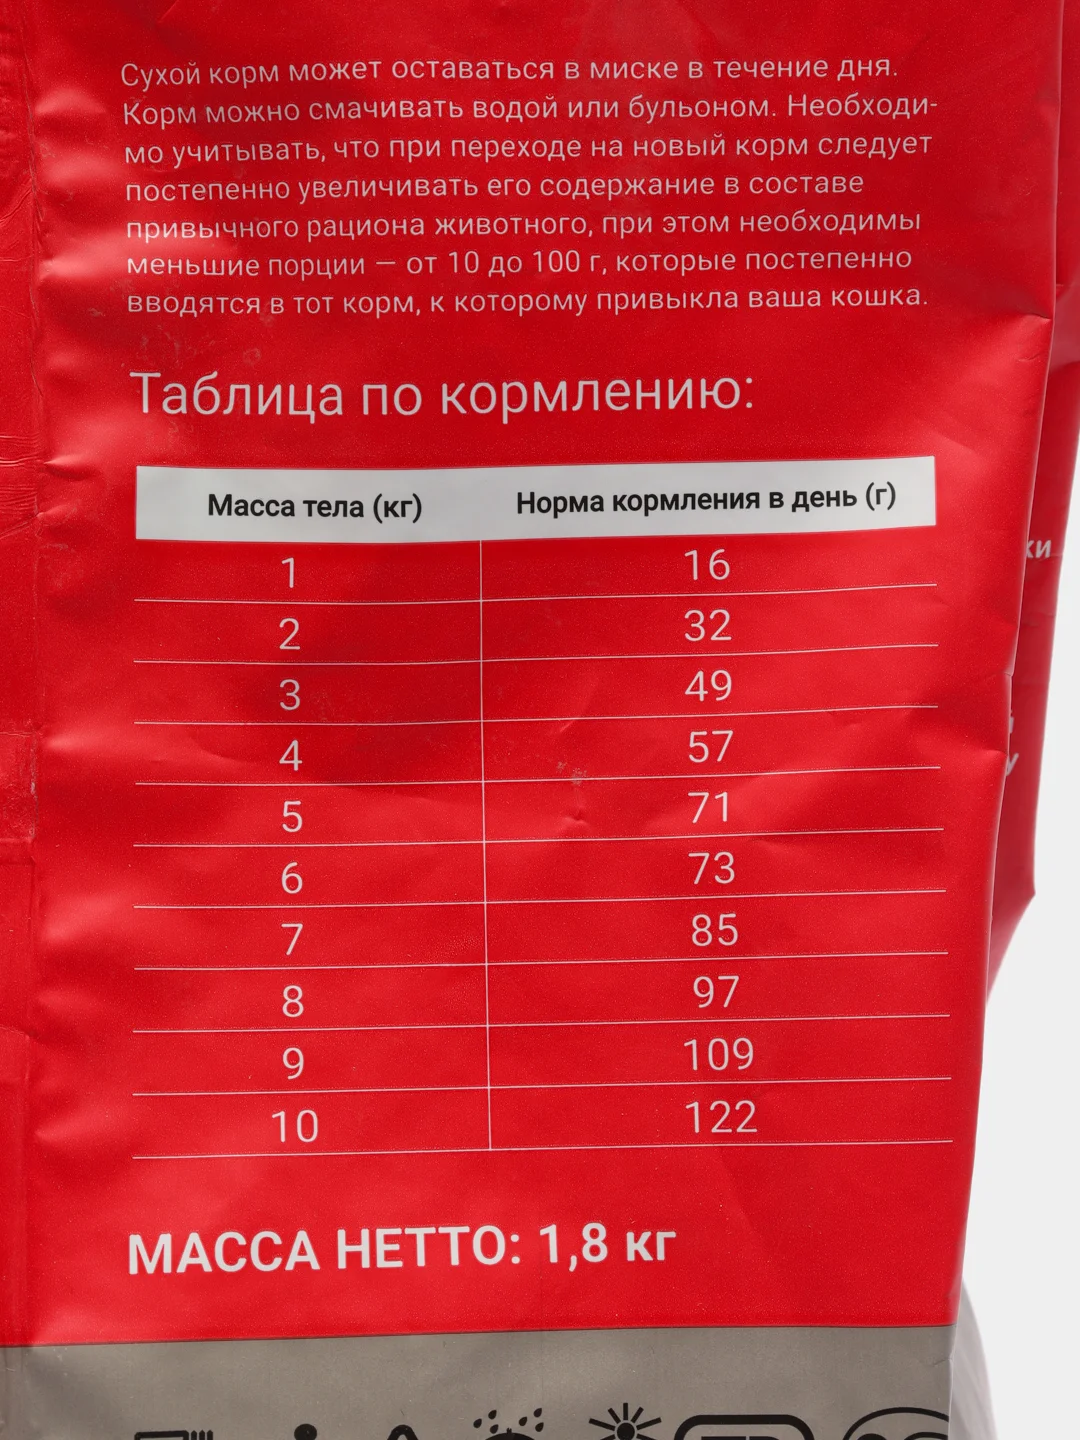 Сухой корм может оставаться в миске в течение дня.
Корм можно смачивать водой или бульоном. Необходи-
мо учитывать, что при переходе на новый корм следует
постепенно увеличивать его содержание в составе
привычного рациона животного, при этом необходимы
меньшие порции — от 10 до 100 г, которые постепенно
вводятся в тот корм, к которому привыкла ваша кошка.
Таблица по кормлению:
Масса тела (кг) Норма кормления в день (г)
1 16
2 32
3 49
4 57
5 71
6 73
7 85
8 97
9 109
10 122
МАССА НЕТТО: 1,8 кг